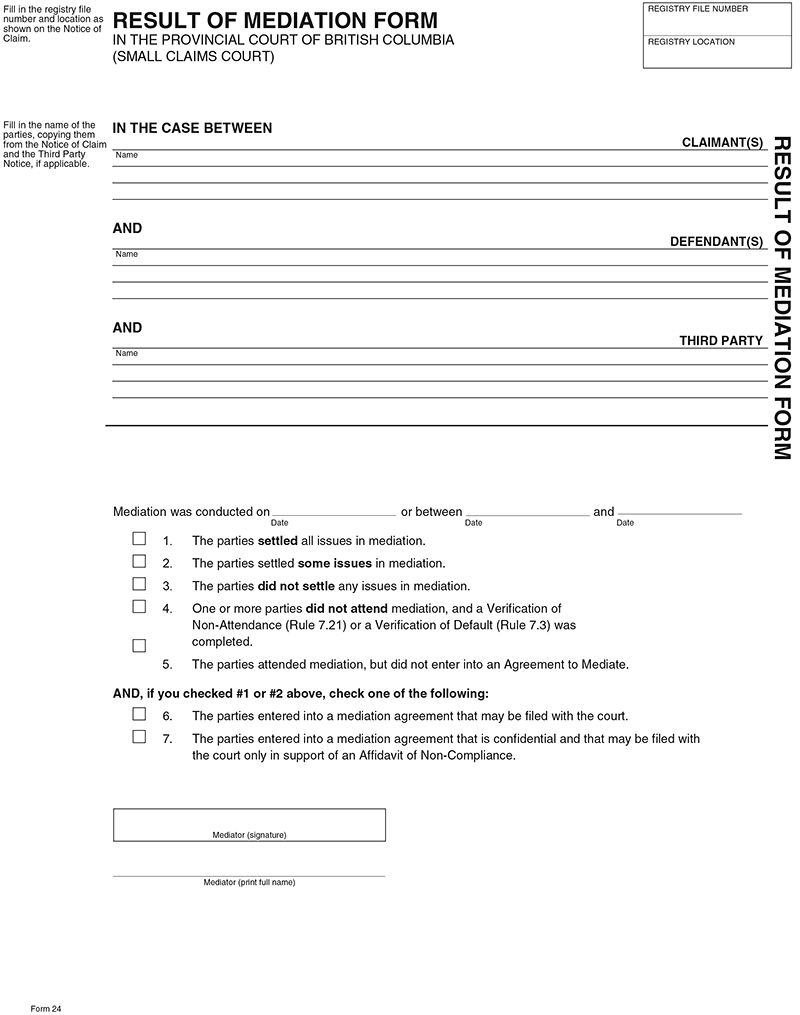 Fill in the registry file
number and location as
shown on the Notice of
Claim.
RESULT OF MEDIATION FORM
IN THE PROVINCIAL COURT OF BRITISH COLUMBIA
(SMALL CLAIMS COURT)
REGISTRY FILE NUMBER
REGISTRY LOCATION
Fill in the name of the
parties, copying them
from the Notice of Claim
and the Third Party
Notice, if applicable.
IN THE CASE BETWEEN
CLAIMANT(S)
Name
AND
DEFENDANT(S)
Name
AND
THIRD PARTY
Name
RESULT OF MEDIATION FORM
Mediation was conducted on or between and
Date Date Date
1. The parties settled all issues in mediation.
2. The parties settled some issues in mediation.
3. The parties did not settle any issues in mediation.
4. One or more parties did not attend mediation, and a Verification of
Non-Attendance (Rule 7.21) or a Verification of Default (Rule 7.3) was
completed.
5. The parties attended mediation, but did not enter into an Agreement to Mediate.
AND, if you checked #1 or #2 above, check one of the following:
6. The parties entered into a mediation agreement that may be filed with the court.
7. The parties entered into a mediation agreement that is confidential and that may be filed with
the court only in support of an Affidavit of Non-Compliance.
Mediator (signature)
Mediator (print full name)
Form 24